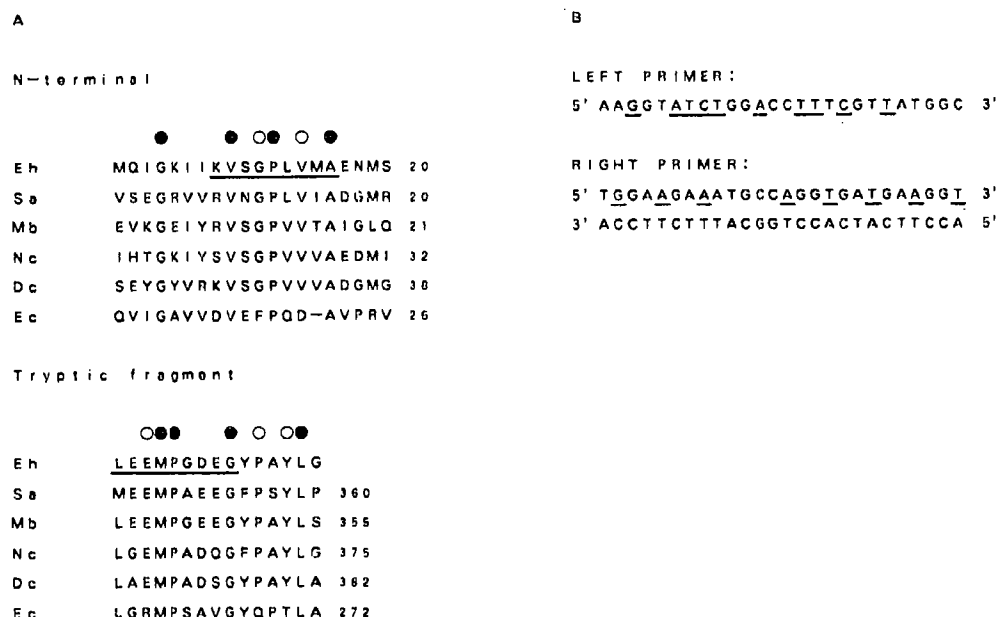 A
N-terminal
Eh MQIGKIIKVSGPLVMAENMS 20
Sa VSEGRVVRVNGPLVIADGMR 20
Mb EVKGEIYRVSGPVVTAIGLQ 21
Nc IHTGKIYSVSGPVVVAEDMI 32
Dc SEYGYVRKVSGPVVVADGMG 38
Ec QVIGAVVDVEFPQD-AVPRV 26
Tryptic fragment
Eh LEEMPGDEGYPAYLG
Sa MEEMPAEEGFPSYLP 360
Mb LEEMPGEEGYPAYLS 355
Nc LGEMPADQGFPAYLG 375
Dc LAEMPADSGYPAYLA 382
Ec LGRMPSAVGYQPTLA 272
B
LEFT PRIMER:
5' AAGGTATCTGGACCTTTCGTTATGGC 3'
RIGHT PRIMER:
5' TGGAAGAAATGCCAGGTGATGAAGGT 3'
3' ACCTTCTTTACGGTCCACTACTTCCA 5'